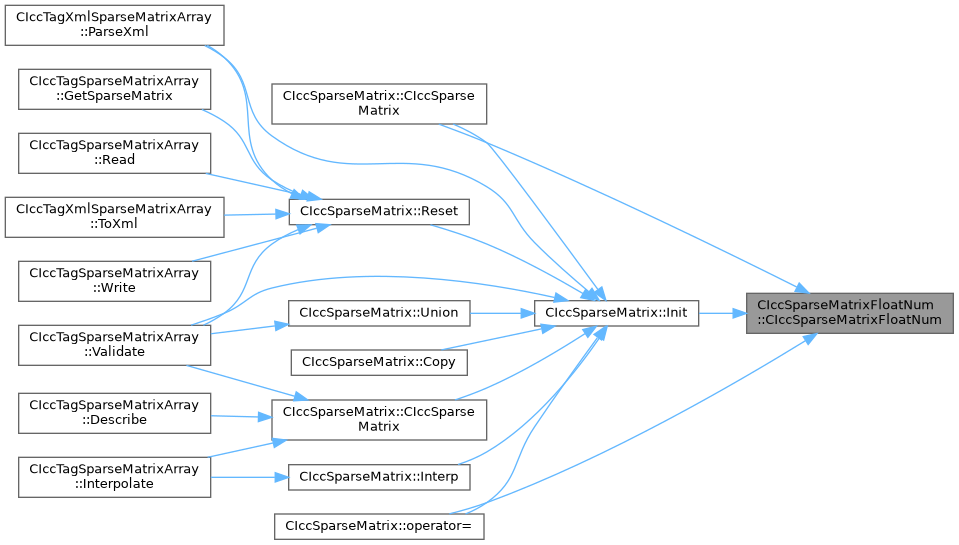 CIccTagXmlSparseMatrixArray
::ParseXml
CIccTagSparseMatrixArray
::GetSparseMatrix
CIccTagSparseMatrixArray
::Read
CIccTagXmlSparseMatrixArray
::ToXml
CIccTagSparseMatrixArray
::Write
CIccTagSparseMatrixArray
::Validate
CIccTagSparseMatrixArray
::Describe
CIccTagSparseMatrixArray
::Interpolate
CIccSparseMatrix::CIccSparse
Matrix
CIccSparseMatrix::Reset
CIccSparseMatrix::Union
CIccSparseMatrix::Copy
CIccSparseMatrix::CIccSparse
Matrix
CIccSparseMatrix::Interp
CIccSparseMatrix::operator=
CIccSparseMatrix::Init
CIccSparseMatrixFloatNum
::CIccSparseMatrixFloatNum